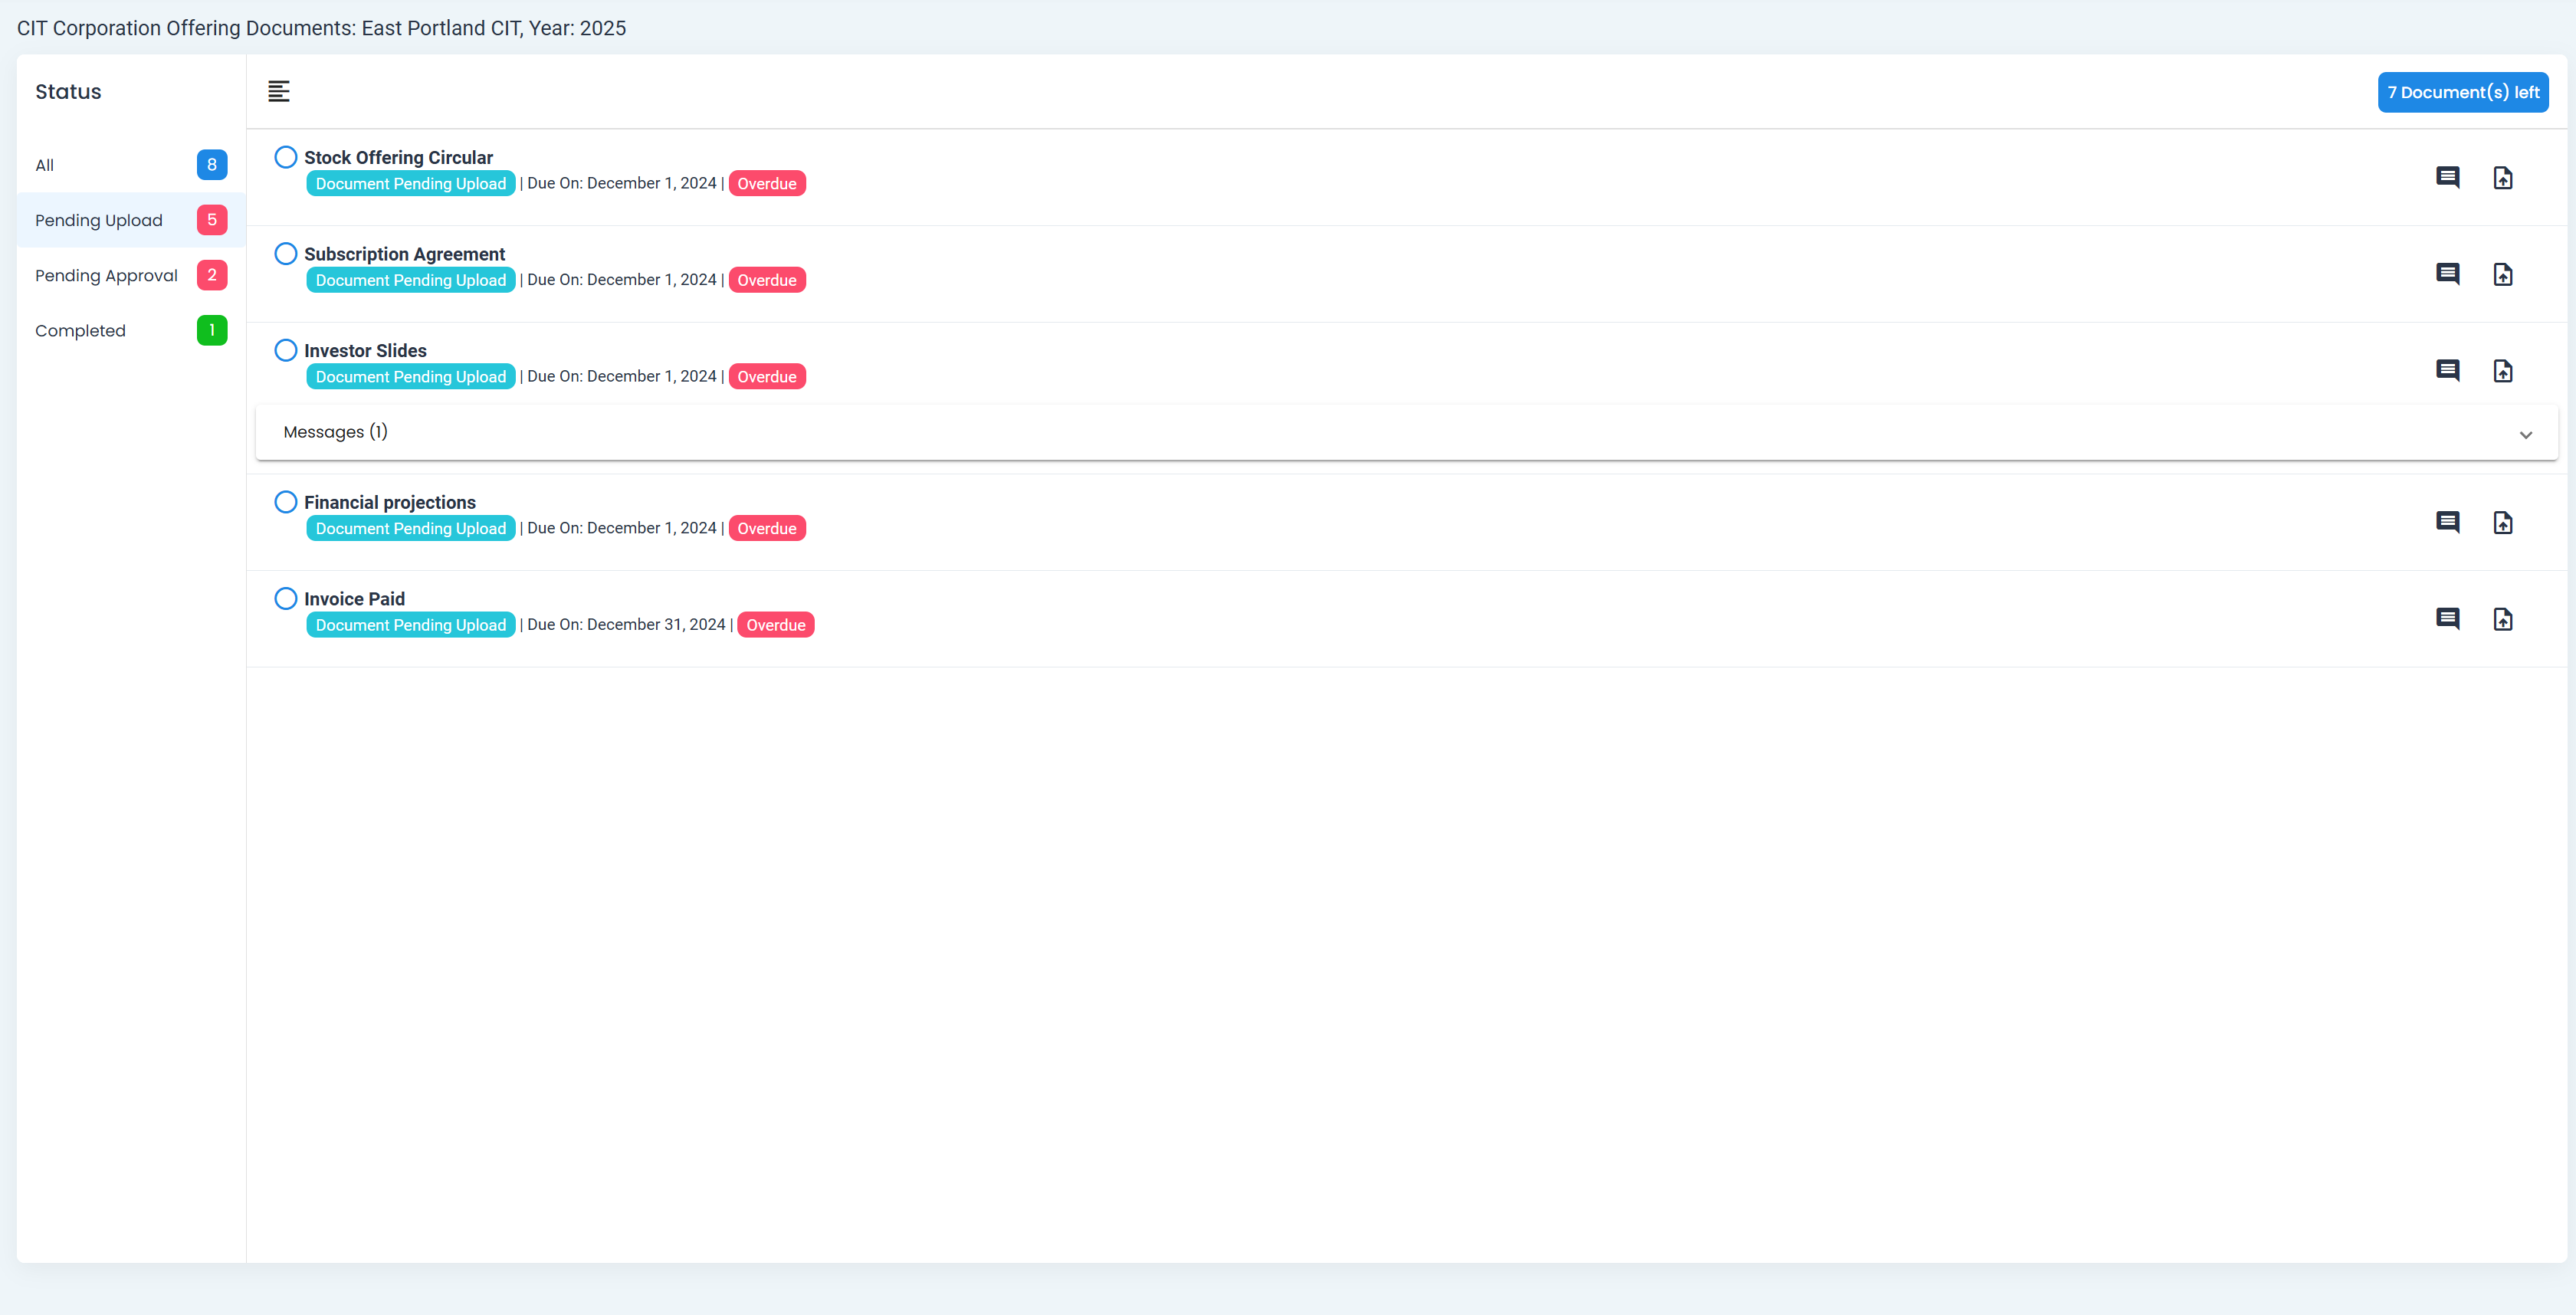 CIT Corporation Offering Documents: East Portland CIT, Year: 2025
Status
All 8
Pending Upload 5
Pending Approval 2
Completed 1
7 Document(s) left
Stock Offering Circular
Document Pending Upload | Due On: December 1, 2024 | Overdue
Subscription Agreement
Document Pending Upload | Due On: December 1, 2024 | Overdue
Investor Slides
Document Pending Upload | Due On: December 1, 2024 | Overdue
Messages (1)
Financial projections
Document Pending Upload | Due On: December 1, 2024 | Overdue
Invoice Paid
Document Pending Upload | Due On: December 31, 2024 | Overdue